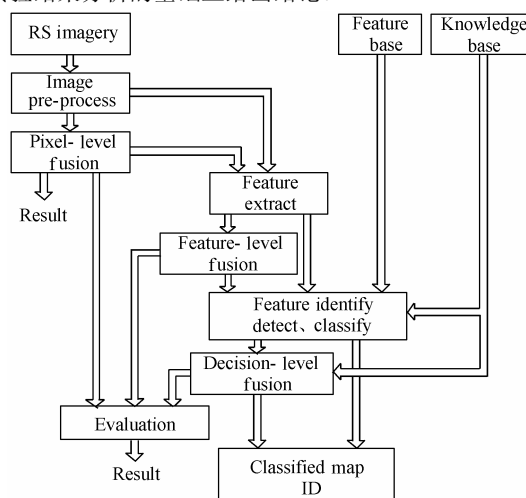 RS imagery
Feature
base
Knowledge
base
Image
pre-process
Pixel- level
fusion
Result
Feature
extract
Feature- level
fusion
Feature identify
detect、classify
Decision- level
fusion
Evaluation
Result
Classified map
ID